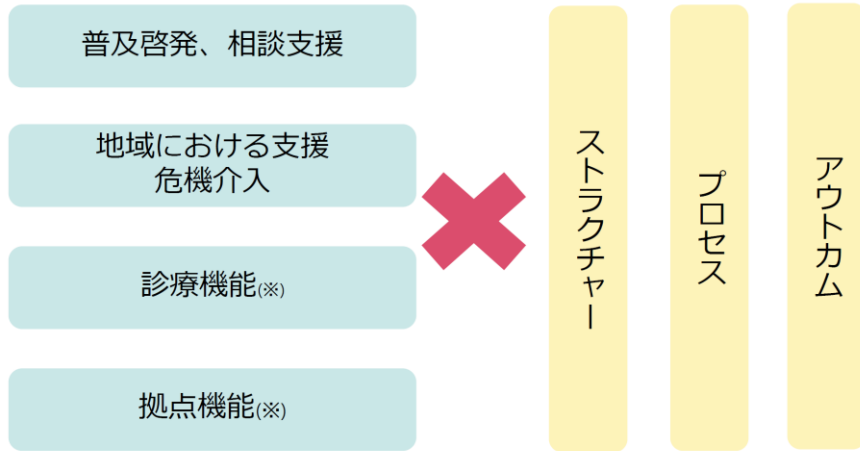 普及啓発、相談支援
地域における支援
危機介入
診療機能(※)
拠点機能(※)
ストラクチャー
プロセス
アウトカム